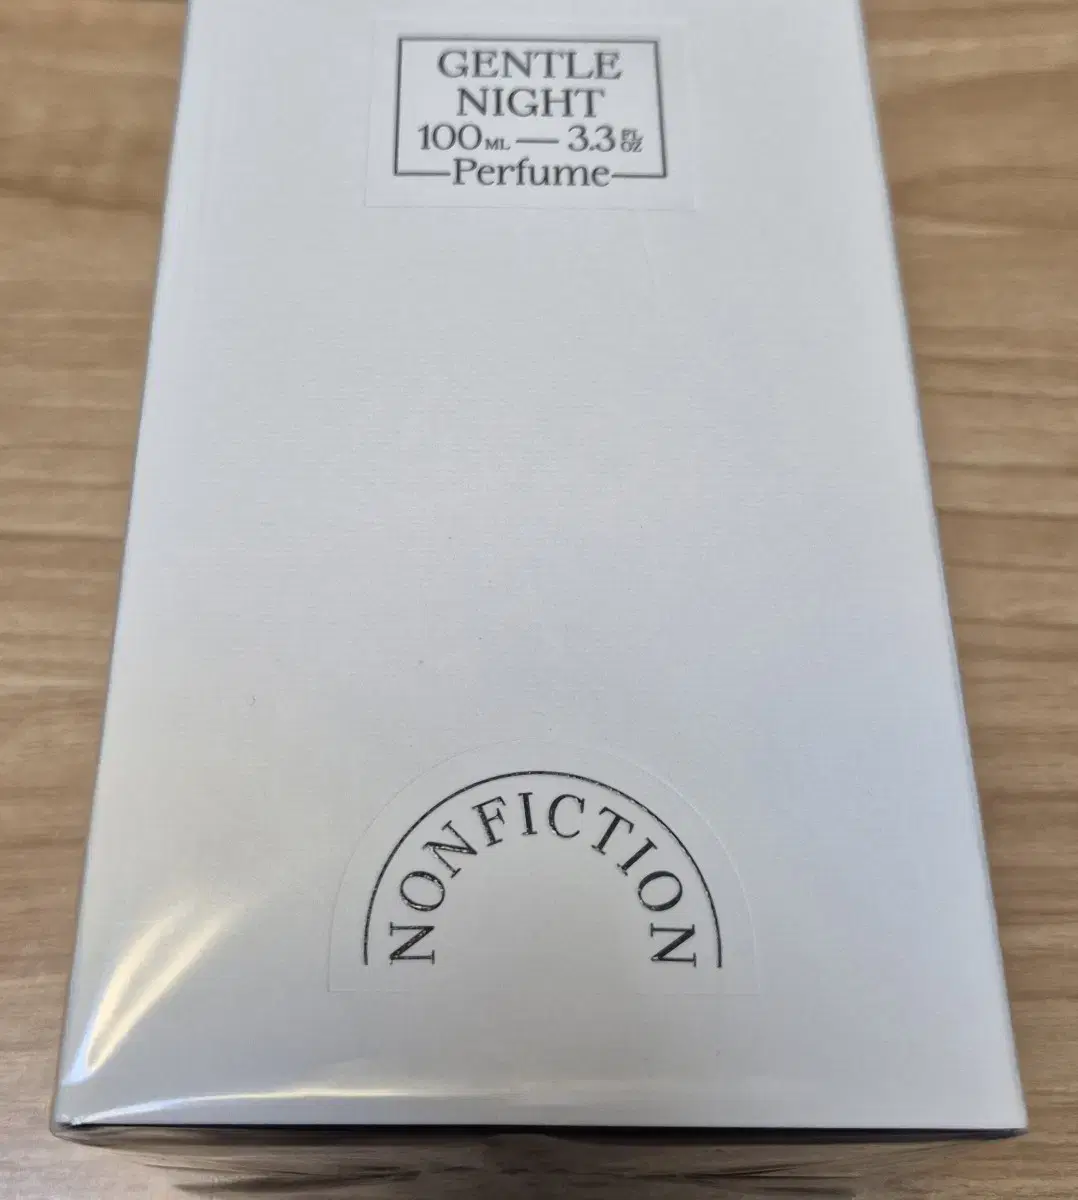 GENTLE
NIGHT
100ML — 3.3 FL OZ
Perfume
NONFICTION